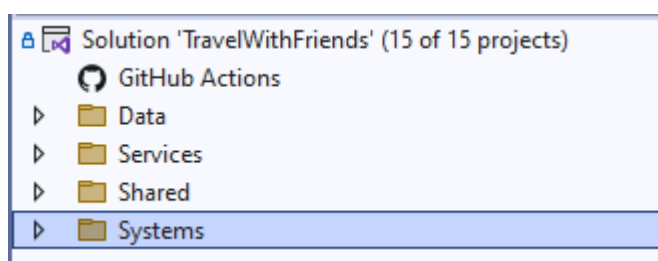 Solution 'TravelWithFriends' (15 of 15 projects)
GitHub Actions
Data
Services
Shared
Systems